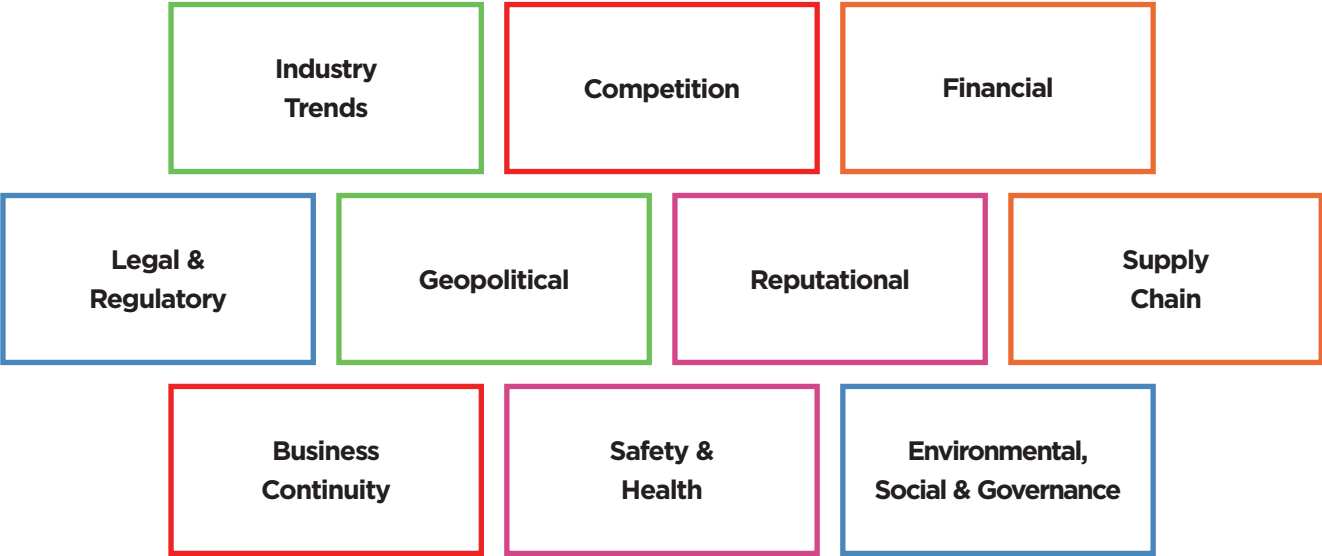 Industry
Trends
Competition
Financial
Legal &
Regulatory
Geopolitical
Reputational
Supply
Chain
Business
Continuity
Safety &
Health
Environmental,
Social & Governance